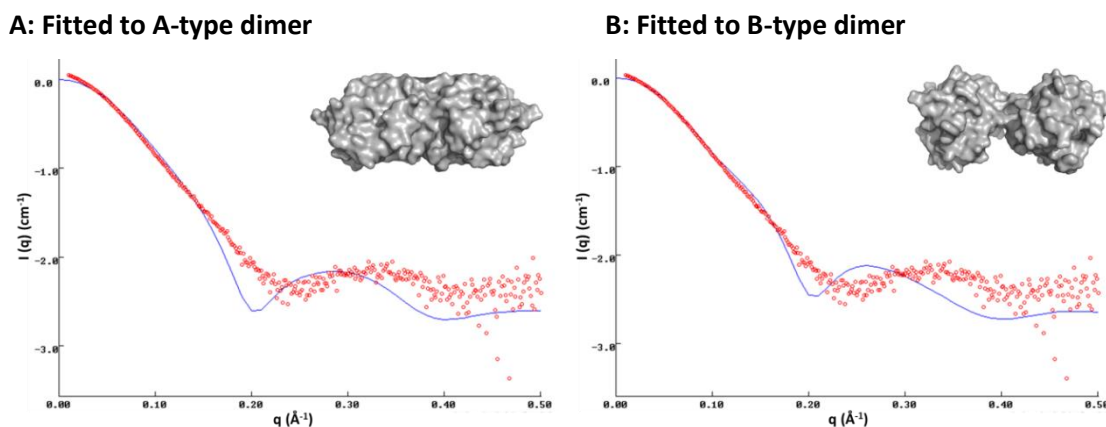 A: Fitted to A-type dimer
B: Fitted to B-type dimer
I (q) (cm⁻¹)
0.0
-1.0
-2.0
-3.0
0.00 0.10 0.20 0.30 0.40 0.50
q (Å⁻¹)
I (q) (cm⁻¹)
0.0
-1.0
-2.0
-3.0
0.00 0.10 0.20 0.30 0.40 0.50
q (Å⁻¹)